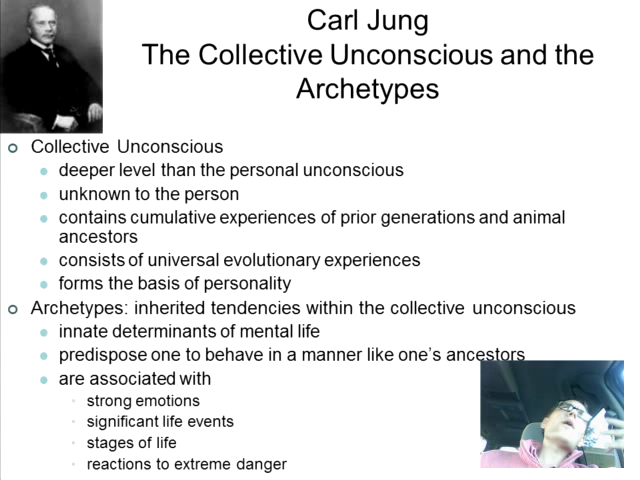 Carl Jung
The Collective Unconscious and the
Archetypes
Collective Unconscious
deeper level than the personal unconscious
unknown to the person
contains cumulative experiences of prior generations and animal
ancestors
consists of universal evolutionary experiences
forms the basis of personality
Archetypes: inherited tendencies within the collective unconscious
innate determinants of mental life
predispose one to behave in a manner like one’s ancestors
are associated with
strong emotions
significant life events
stages of life
reactions to extreme danger